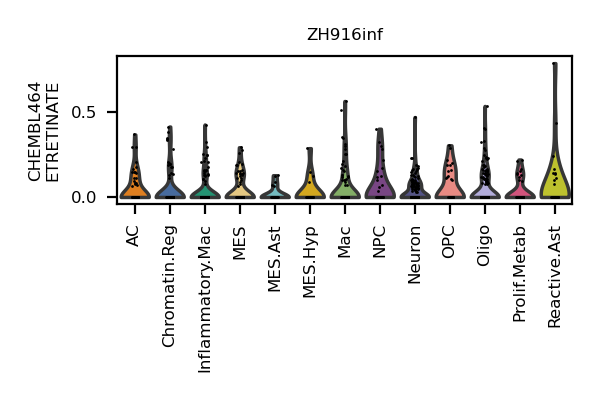 ZH916inf
CHEMBL464
ETRETINATE
0.5
0.0
AC
Chromatin.Reg
Inflammatory.Mac
MES
MES.Ast
MES.Hyp
Mac
NPC
Neuron
OPC
Oligo
Prolif.Metab
Reactive.Ast